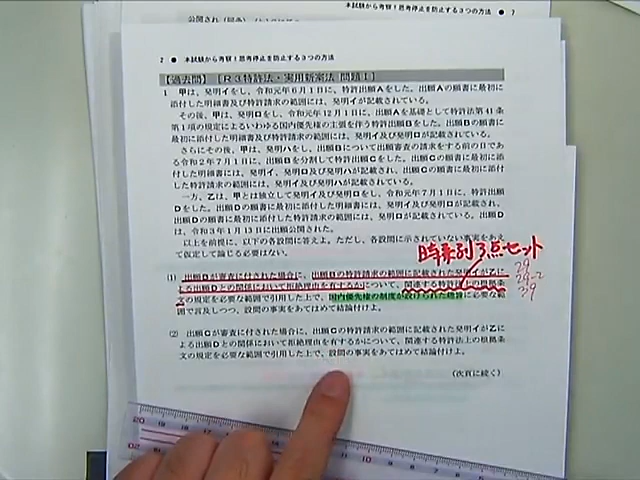 本試験から考察！思考停止を防止する３つの方法 ● 7
2 ● 本試験から考察！思考停止を防止する３つの方法
【過去問】 【R３特許法・実用新案法 問題Ⅰ】
1 甲は、発明イをし、令和元年６月１日に、特許出願Aをした。出願Aの願書に最初に
添付した明細書及び特許請求の範囲には、発明イが記載されている。
その後、甲は、発明ロをし、令和元年12月１日に、出願Aを基礎として特許法第41条
第１項の規定によるいわゆる国内優先権の主張を伴う特許出願Bをした。出願Bの願書に
最初に添付した明細書及び特許請求の範囲には、発明イ及び発明ロが記載されている。
さらにその後、甲は、発明ハをし、出願Bについて出願審査の請求をする前の日であ
る令和２年７月１日に、出願Bを分割して特許出願Cをした。出願Cの願書に最初に添
付した明細書には、発明イ、発明ロ及び発明ハが記載され、出願Cの願書に最初に添付
した特許請求の範囲には、発明イ及び発明ハが記載されている。
一方、乙は、甲とは独立して発明イ及び発明ロをし、令和元年７月１日に、特許出願
Dをした。出願Dの願書に最初に添付した明細書には、発明イ及び発明ロが記載され、
出願Dの願書に最初に添付した特許請求の範囲には、発明ロが記載されている。出願D
は、令和３年１月13日に出願公開された。
以上を前提に、以下の各設問に答えよ。ただし、各設問に示されていない事実をあえ
て仮定して論じる必要はない。
時系列３点セット
29
29-2
39
(1) 出願Bが審査に付された場合に、出願Bの特許請求の範囲に記載された発明イが乙に
よる出願Dとの関係において拒絶理由を有するかについて、関連する特許法上の根拠条
文の規定を必要な範囲で引用した上で、国内優先権の制度が設けられた趣旨に必要な範
囲で言及しつつ、設問の事実をあてはめて結論付けよ。
(2) 出願Cが審査に付された場合に、出願Cの特許請求の範囲に記載された発明イが乙に
よる出願Dとの関係において拒絶理由を有するかについて、関連する特許法上の根拠条
文の規定を必要な範囲で引用した上で、設問の事実をあてはめて結論付けよ。
(次頁に続く)